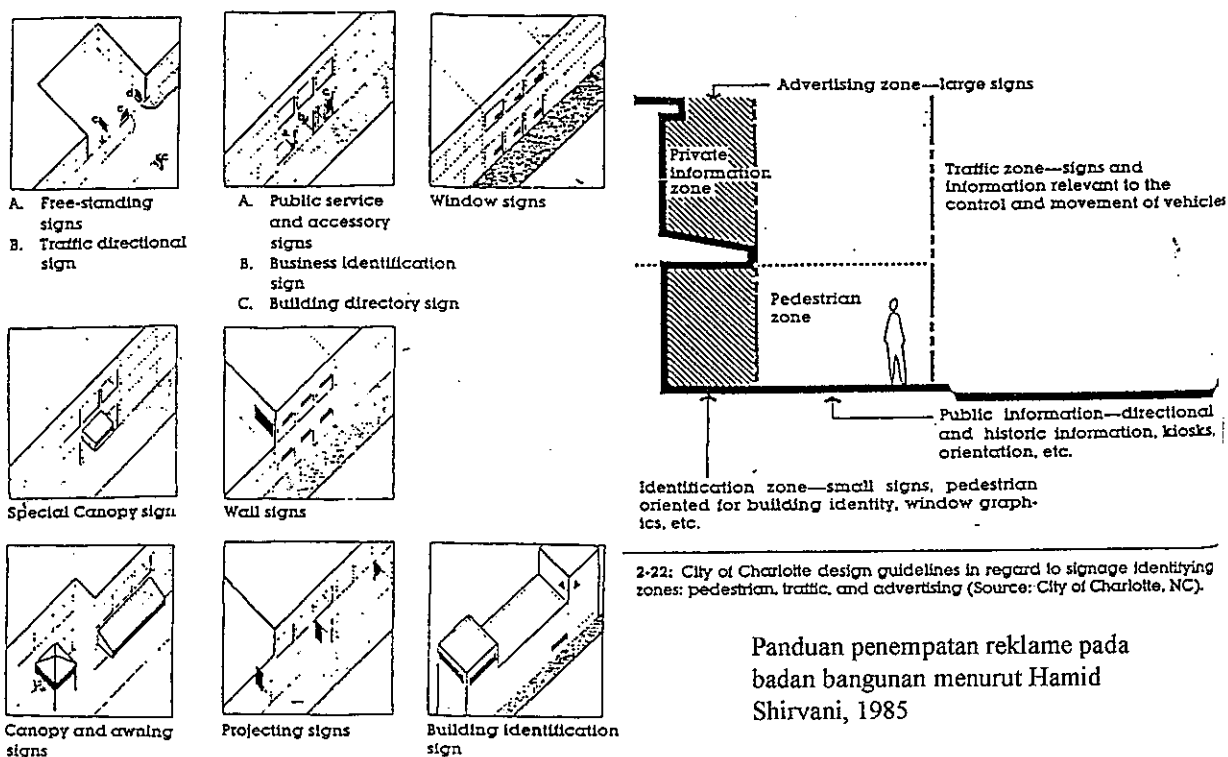 A. Free-standing
signs
B. Traffic directional
sign
A. Public service
and accessory
signs
B. Business identification
sign
C. Building directory sign
Window signs
Special Canopy sign
Wall signs
Canopy and awning
signs
Projecting signs
Building identification
sign
Advertising zone—large signs
Private
information
zone
Traffic zone—signs and
information relevant to the
control and movement of vehicles
Pedestrian
zone
Public information—directional
and historic information, kiosks,
orientation, etc.
Identification zone—small signs, pedestrian
oriented for building identity, window graph-
ics, etc.
2-22: City of Charlotte design guidelines in regard to signage identifying
zones: pedestrian, traffic, and advertising (Source: City of Charlotte, NC).
Panduan penempatan reklame pada
badan bangunan menurut Hamid
Shirvani, 1985